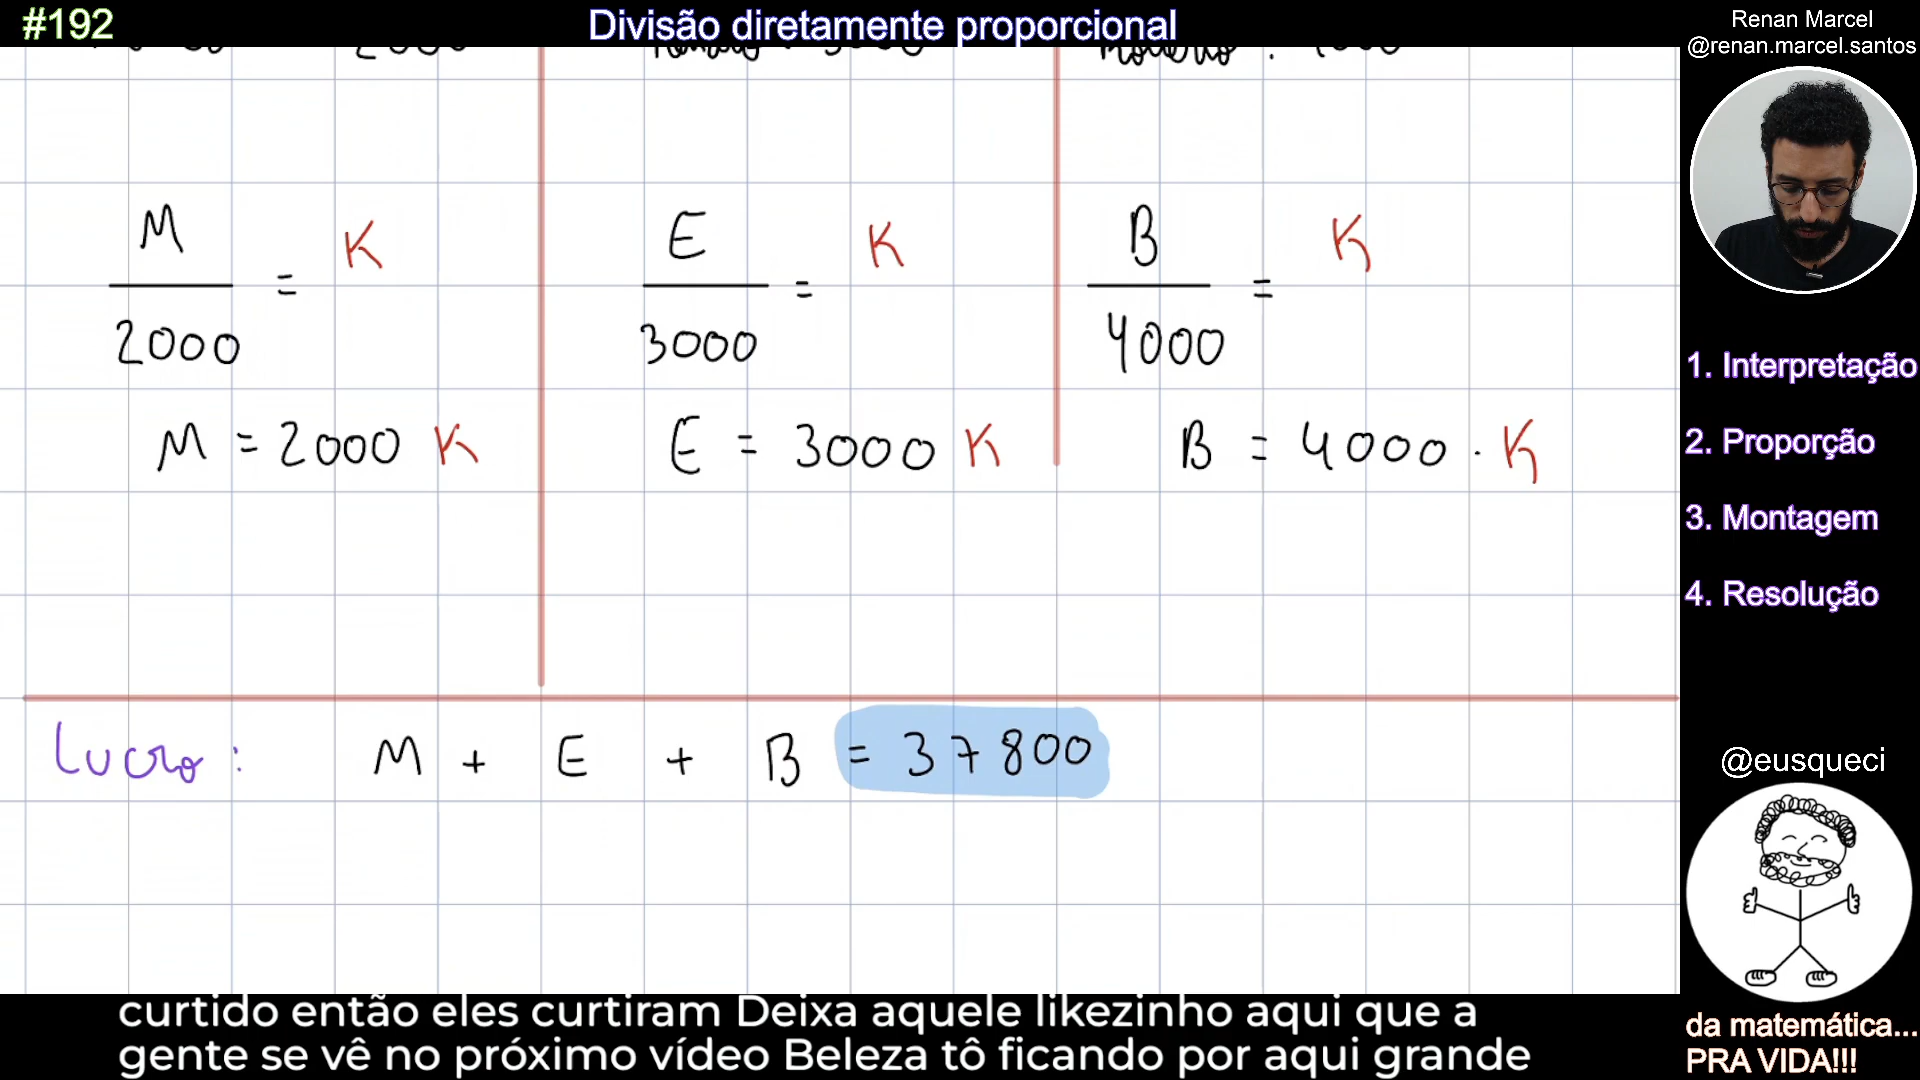 #192
Divisão diretamente proporcional
Renan Marcel
@renan.marcel.santos
M/2000 = K
E/3000 = K
B/4000 = K
M = 2000 K
E = 3000 K
B = 4000 . K
Lucro: M + E + B = 37800
1. Interpretação
2. Proporção
3. Montagem
4. Resolução
@eusqueci
da matemática...
PRA VIDA!!!
curtido então eles curtiram Deixa aquele likezinho aqui que a
gente se vê no próximo vídeo Beleza tô ficando por aqui grande